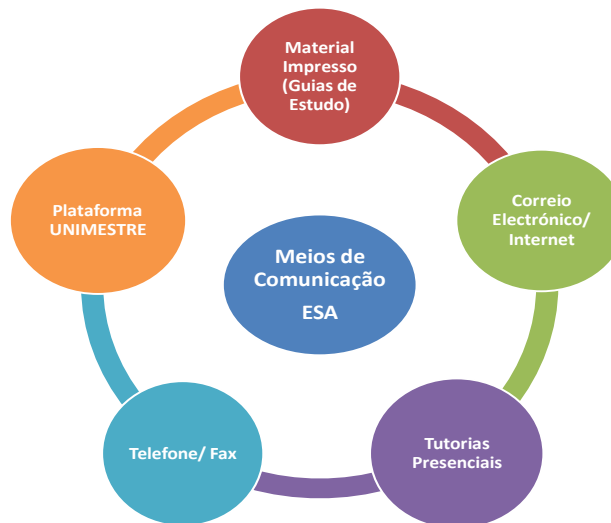 Material
Impresso
(Guias de
Estudo)
Correio
Electrónico/
Internet
Tutorias
Presenciais
Telefone/ Fax
Plataforma
UNIMESTRE
Meios de
Comunicação
ESA